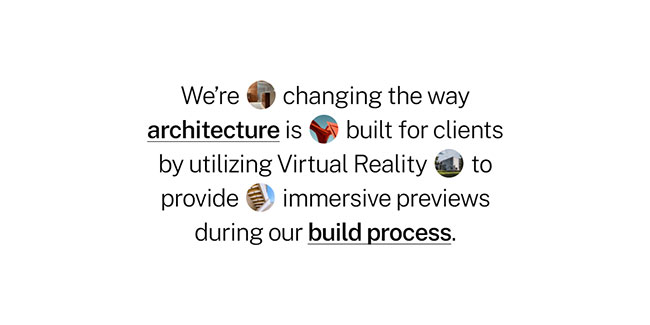 We’re changing the way
architecture is built for clients
by utilizing Virtual Reality to
provide immersive previews
during our build process.